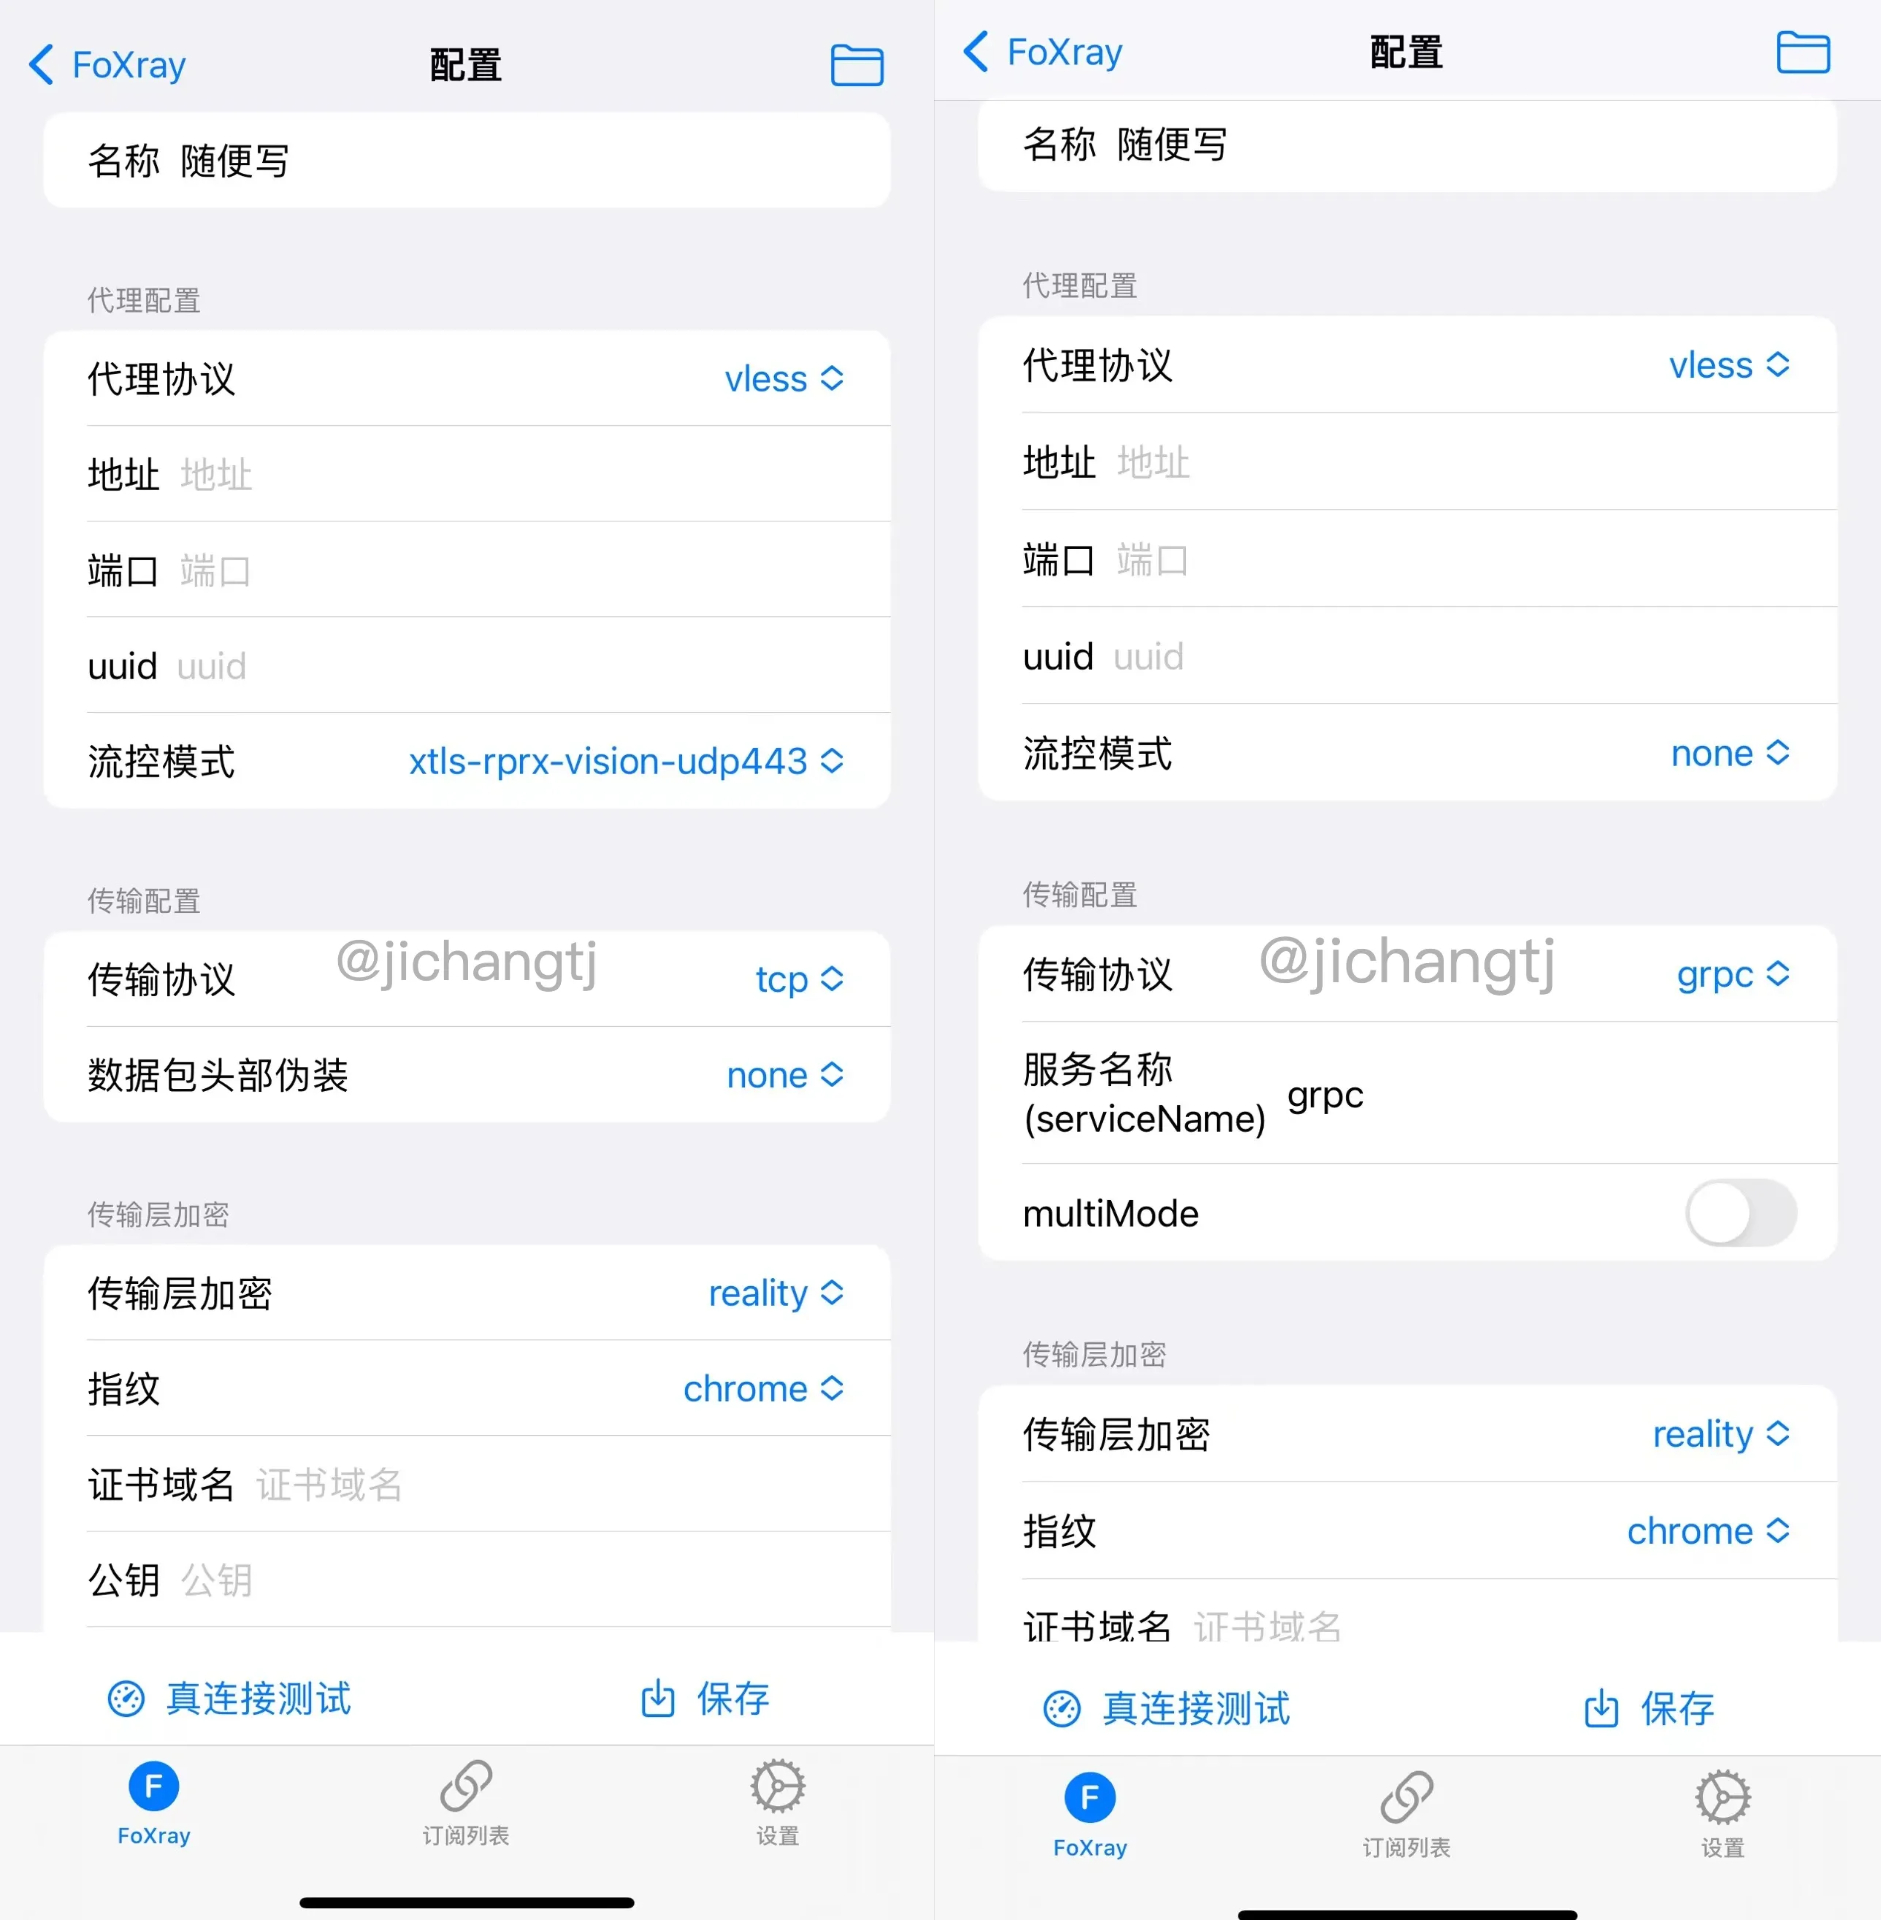 FoXray
配置
名称 随便写
代理配置
代理协议 vless
地址 地址
端口 端口
uuid uuid
流控模式 xtls-rprx-vision-udp443
传输配置
传输协议 tcp
@jichangtj
数据包头部伪装 none
传输层加密
传输层加密 reality
指纹 chrome
证书域名 证书域名
公钥 公钥
真连接测试 保存
F
FoXray 订阅列表 设置
FoXray
配置
名称 随便写
代理配置
代理协议 vless
地址 地址
端口 端口
uuid uuid
流控模式 none
传输配置
传输协议 grpc
@jichangtj
服务名称
(serviceName) grpc
multiMode
传输层加密
传输层加密 reality
指纹 chrome
证书域名 证书域名
真连接测试 保存
F
FoXray 订阅列表 设置